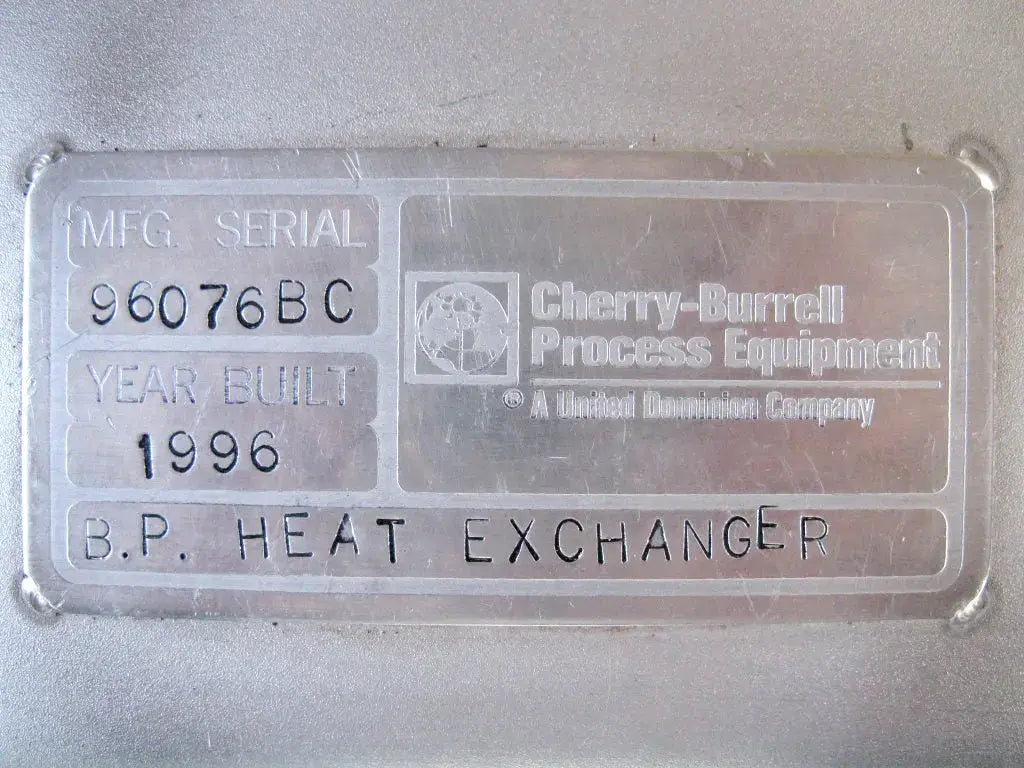 MFG. SERIAL
96076BC
YEAR BUILT
1996
Cherry-Burrell
Process Equipment
® A United Dominion Company
B.P. HEAT EXCHANGER